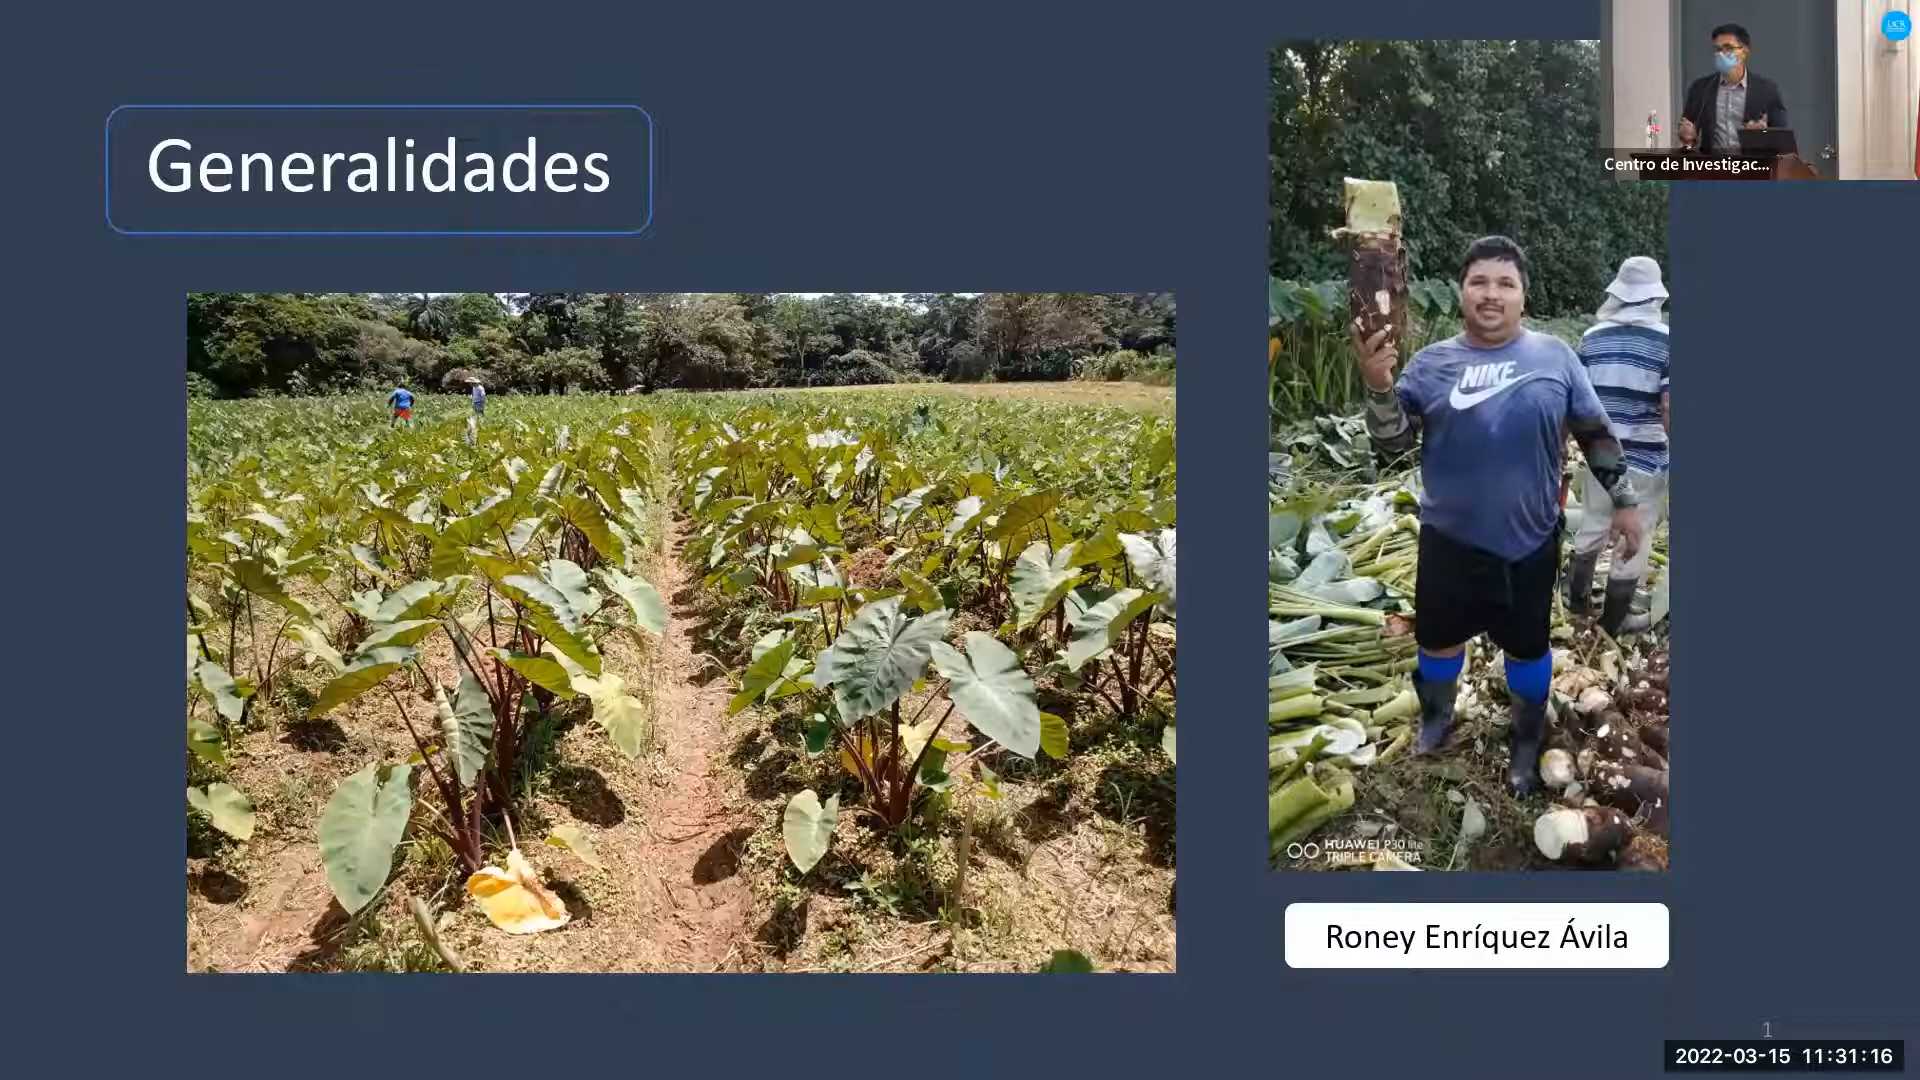 UCR
Centro de Investigac...
Generalidades
NIKE
HUAWEI P30 lite
TRIPLE CAMERA
Roney Enríquez Ávila
1
2022-03-15 11:31:16